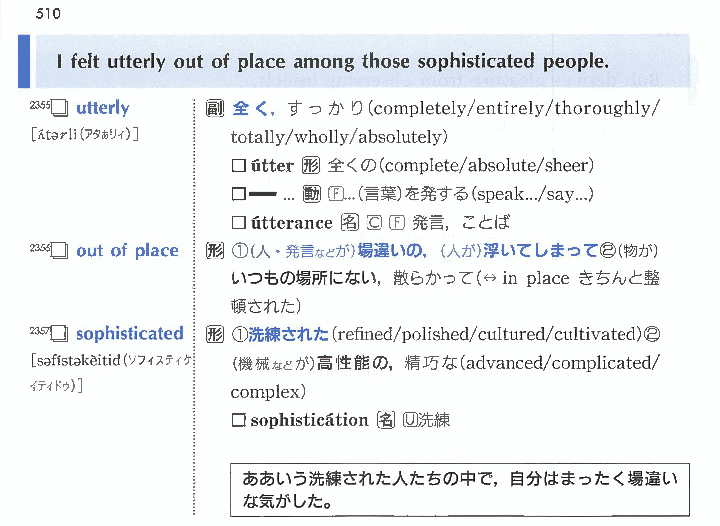 510
I felt utterly out of place among those sophisticated people.
2355 □ utterly
[ʌ́tərli(アタぁリィ)]
副 全く，すっかり(completely/entirely/thoroughly/
totally/wholly/absolutely)
□ útter 形 全くの(complete/absolute/sheer)
□━ ... 動 F...(言葉)を発する(speak.../say...)
□ útterance 名 C F 発言，ことば
2356 □ out of place
形 ①(人・発言などが)場違いの，(人が)浮いてしまって②(物が)
いつもの場所にない，散らかって(↔ in place きちんと整
頓された)
2357 □ sophisticated
[səfístəkèitid(ソフィスティケ
イティドゥ)]
形 ①洗練された(refined/polished/cultured/cultivated)②
(機械などが)高性能の，精巧な(advanced/complicated/
complex)
□ sophisticátion 名 U洗練
ああいう洗練された人たちの中で，自分はまったく場違い
な気がした。